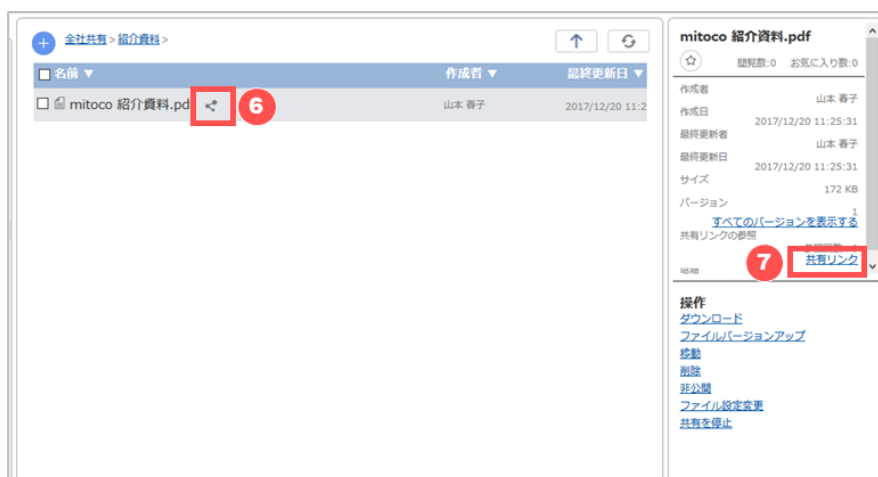 全社共有 > 紹介資料 >
名前 ▼ 作成者 ▼ 最終更新日 ▼
mitoco 紹介資料.pd 6 山本 春子 2017/12/20 11:2
mitoco 紹介資料.pdf
閲覧数:0 お気に入り数:0
作成者
山本 春子
作成日
2017/12/20 11:25:31
最終更新者
山本 春子
最終更新日
2017/12/20 11:25:31
サイズ
172 KB
バージョン
1
すべてのバージョンを表示する
共有リンクの参照
7 共有リンク
操作
ダウンロード
ファイルバージョンアップ
移動
削除
非公開
ファイル設定変更
共有を停止